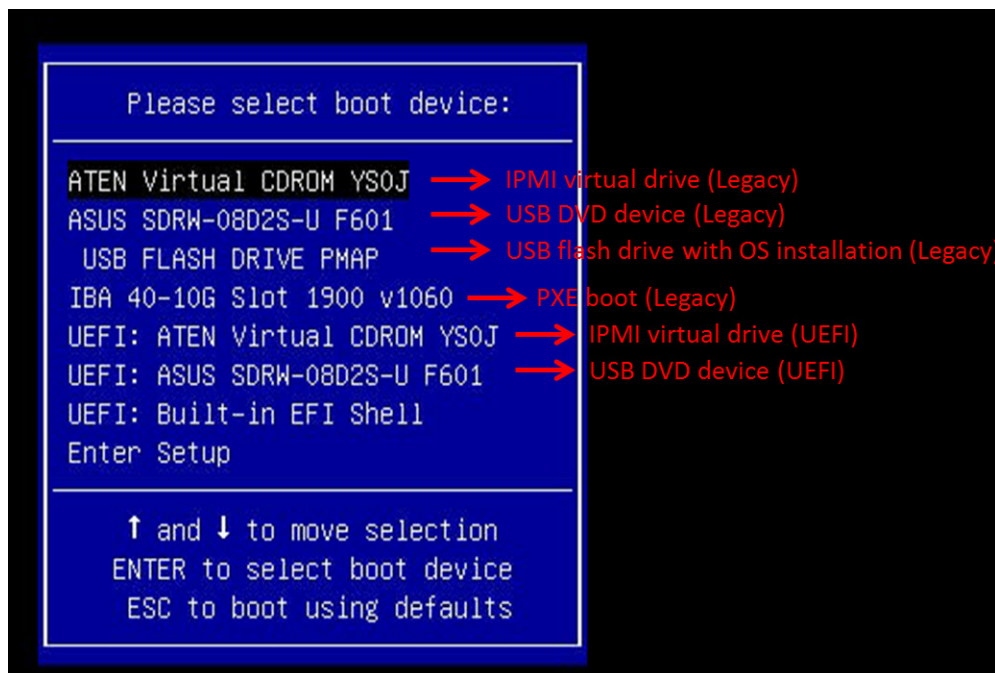 Please select boot device:
ATEN Virtual CDROM YS0J → IPMI virtual drive (Legacy)
ASUS SDRW-08D2S-U F601 → USB DVD device (Legacy)
USB FLASH DRIVE PMAP → USB flash drive with OS installation (Legacy)
IBA 40-10G Slot 1900 v1060 → PXE boot (Legacy)
UEFI: ATEN Virtual CDROM YS0J → IPMI virtual drive (UEFI)
UEFI: ASUS SDRW-08D2S-U F601 → USB DVD device (UEFI)
UEFI: Built-in EFI Shell
Enter Setup
↑ and ↓ to move selection
ENTER to select boot device
ESC to boot using defaults